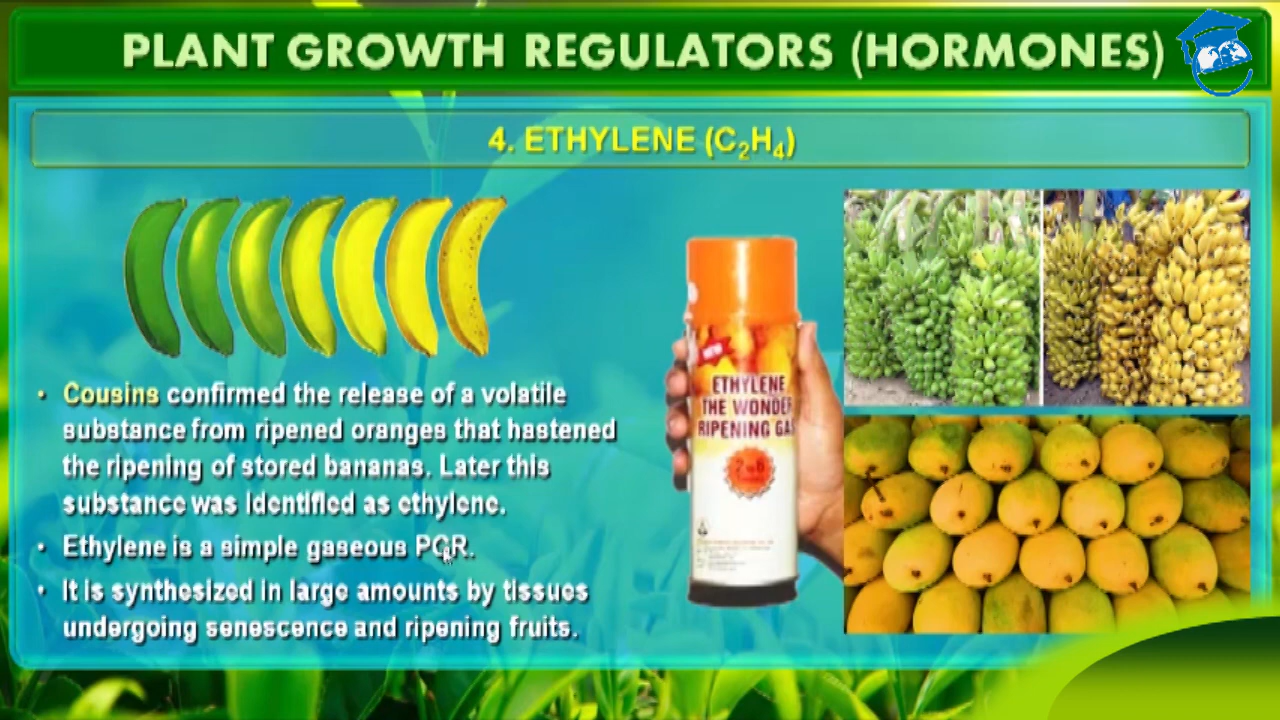 PLANT GROWTH REGULATORS (HORMONES)
4. ETHYLENE (C₂H₄)
• Cousins confirmed the release of a volatile
substance from ripened oranges that hastened
the ripening of stored bananas. Later this
substance was identified as ethylene.
• Ethylene is a simple gaseous PGR.
• It is synthesized in large amounts by tissues
undergoing senescence and ripening fruits.
ETHYLENE
THE WONDER
RIPENING GAS